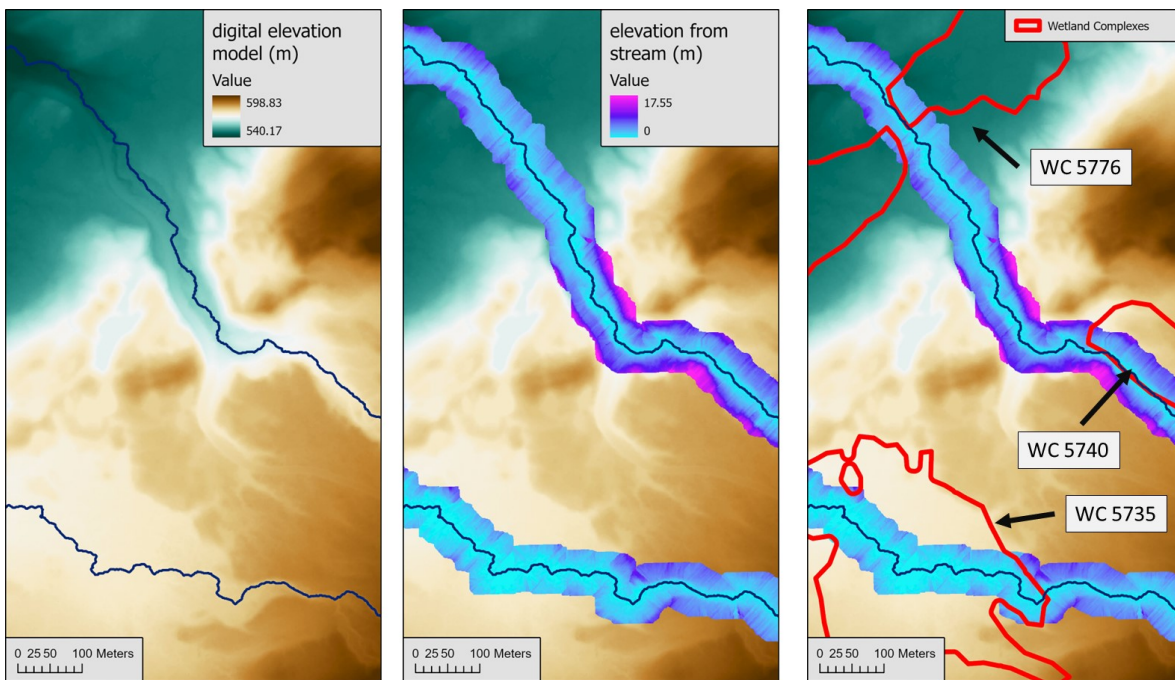 digital elevation
model (m)
Value
598.83
540.17
0 25 50 100 Meters
elevation from
stream (m)
Value
17.55
0
0 25 50 100 Meters
Wetland Complexes
WC 5776
WC 5740
WC 5735
0 25 50 100 Meters